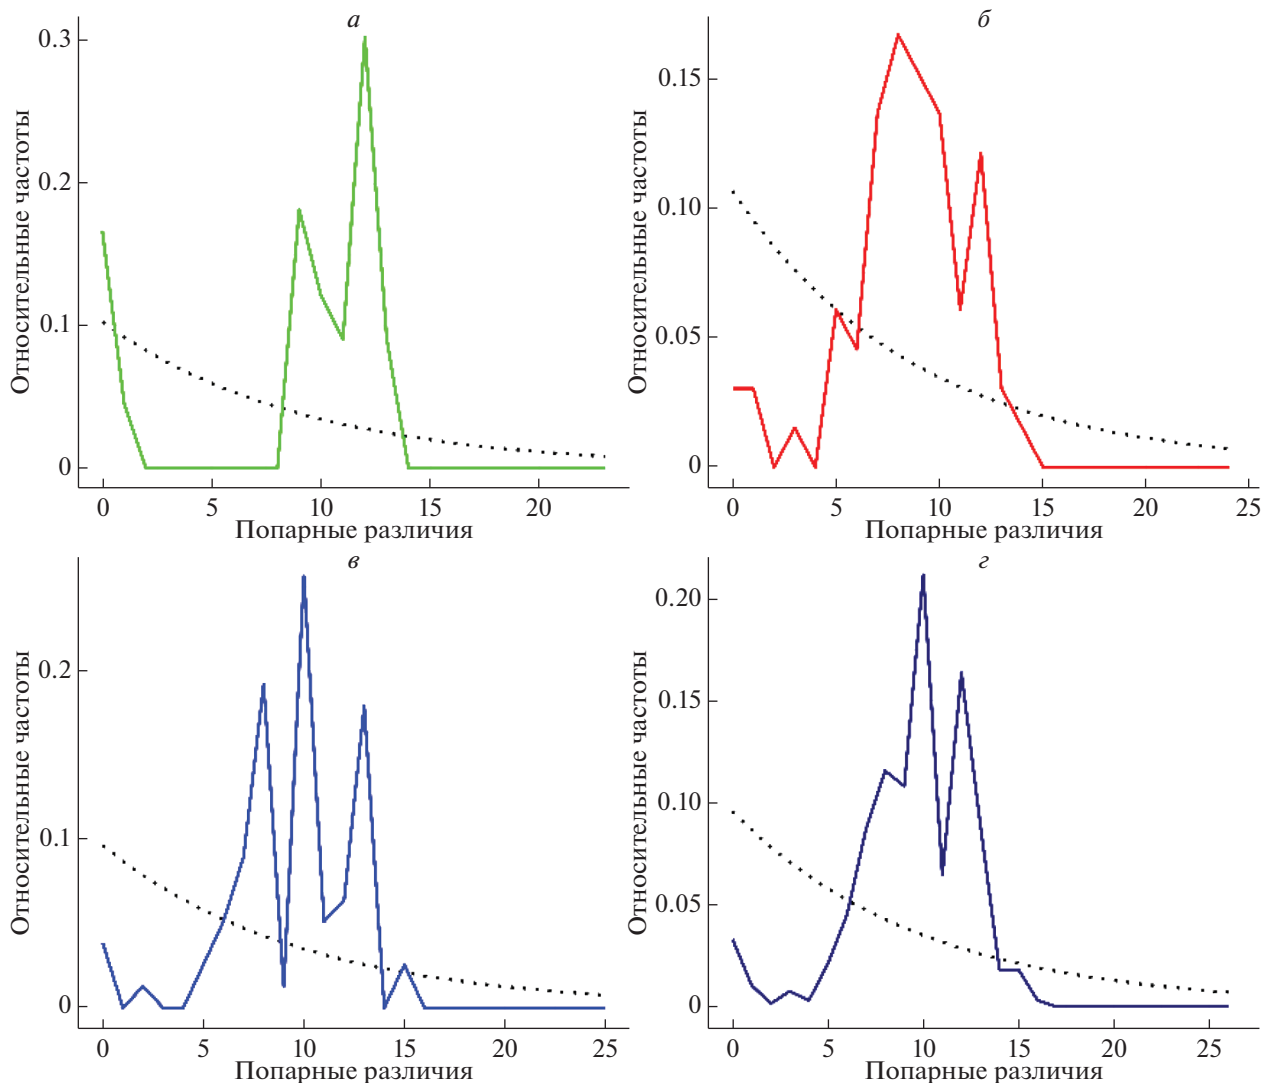 а
Относительные частоты
0.3
0.2
0.1
0
0 5 10 15 20
Попарные различия
б
Относительные частоты
0.15
0.10
0.05
0
0 5 10 15 20 25
Попарные различия
в
Относительные частоты
0.2
0.1
0
0 5 10 15 20 25
Попарные различия
г
Относительные частоты
0.20
0.15
0.10
0.05
0
0 5 10 15 20 25
Попарные различия